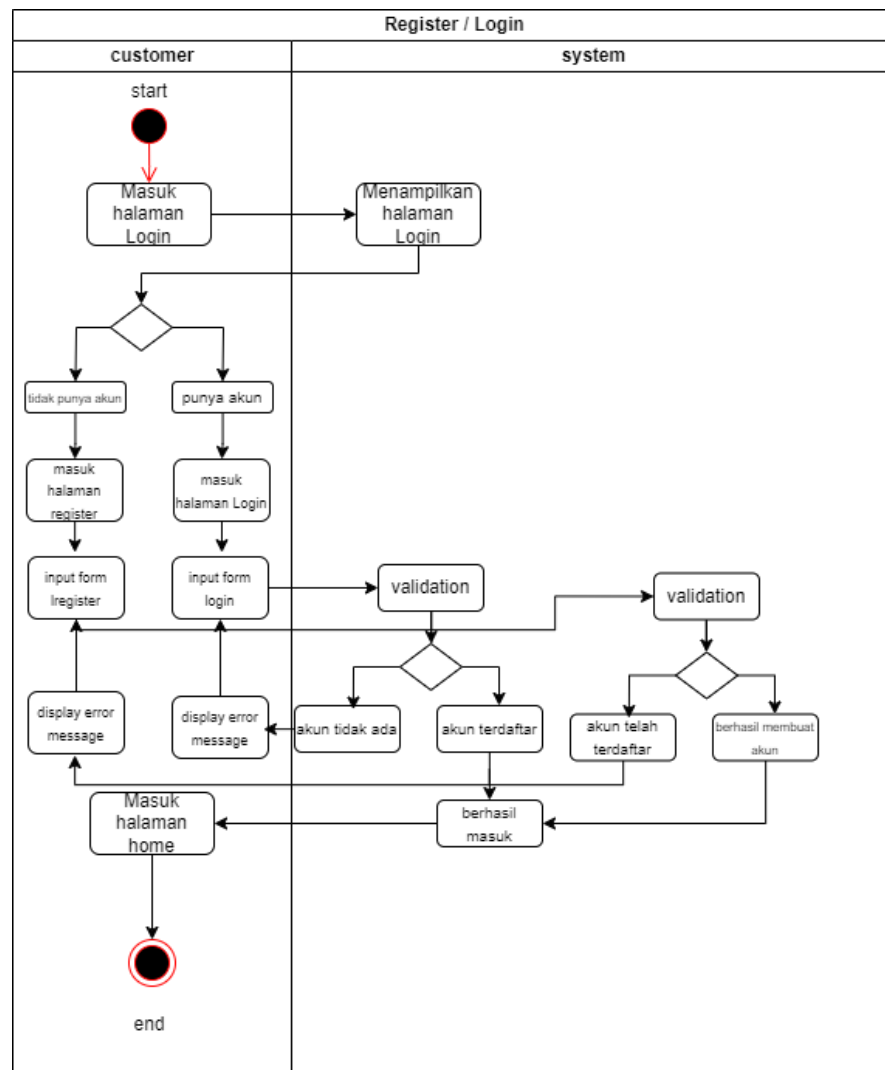 Register / Login
customer
system
start
Masuk
halaman
Login
Menampilkan
halaman
Login
tidak punya akun
punya akun
masuk
halaman
register
masuk
halaman Login
input form
lregister
input form
login
validation
validation
display error
message
display error
message
akun tidak ada
akun terdaftar
akun telah
terdaftar
berhasil membuat
akun
Masuk
halaman
home
berhasil
masuk
end